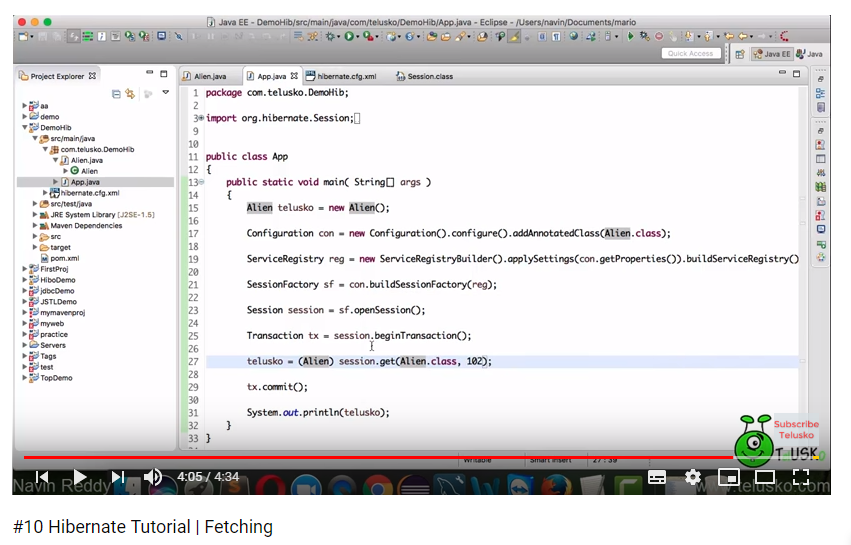 Java EE - DemoHib/src/main/java/com/telusko/DemoHib/App.java - Eclipse - /Users/navin/Documents/mario
Quick Access
Java EE
Java
Project Explorer
Alien.java
App.java
hibernate.cfg.xml
Session.class
aa
demo
DemoHib
src/main/java
com.telusko.DemoHib
Alien.java
Alien
App.java
hibernate.cfg.xml
src/test/java
JRE System Library [J2SE-1.5]
Maven Dependencies
src
target
pom.xml
FirstProj
HiboDemo
jdbcDemo
JSTLDemo
mymavenproj
myweb
practice
Servers
Tags
test
TopDemo
1 package com.telusko.DemoHib;
2
3 import org.hibernate.Session;
9
10
11 public class App
12 {
13 public static void main( String[] args )
14 {
15 Alien telusko = new Alien();
16
17 Configuration con = new Configuration().configure().addAnnotatedClass(Alien.class);
18
19 ServiceRegistry reg = new ServiceRegistryBuilder().applySettings(con.getProperties()).buildServiceRegistry()
20
21 SessionFactory sf = con.buildSessionFactory(reg);
22
23 Session session = sf.openSession();
24
25 Transaction tx = session.beginTransaction();
26
27 telusko = (Alien) session.get(Alien.class, 102);
28
29 tx.commit();
30
31 System.out.println(telusko);
32 }
33 }
Subscribe
Telusko
Writable
Smart Insert
27 : 39
4:05 / 4:34
Navin Reddy
www.telusko.com
#10 Hibernate Tutorial | Fetching